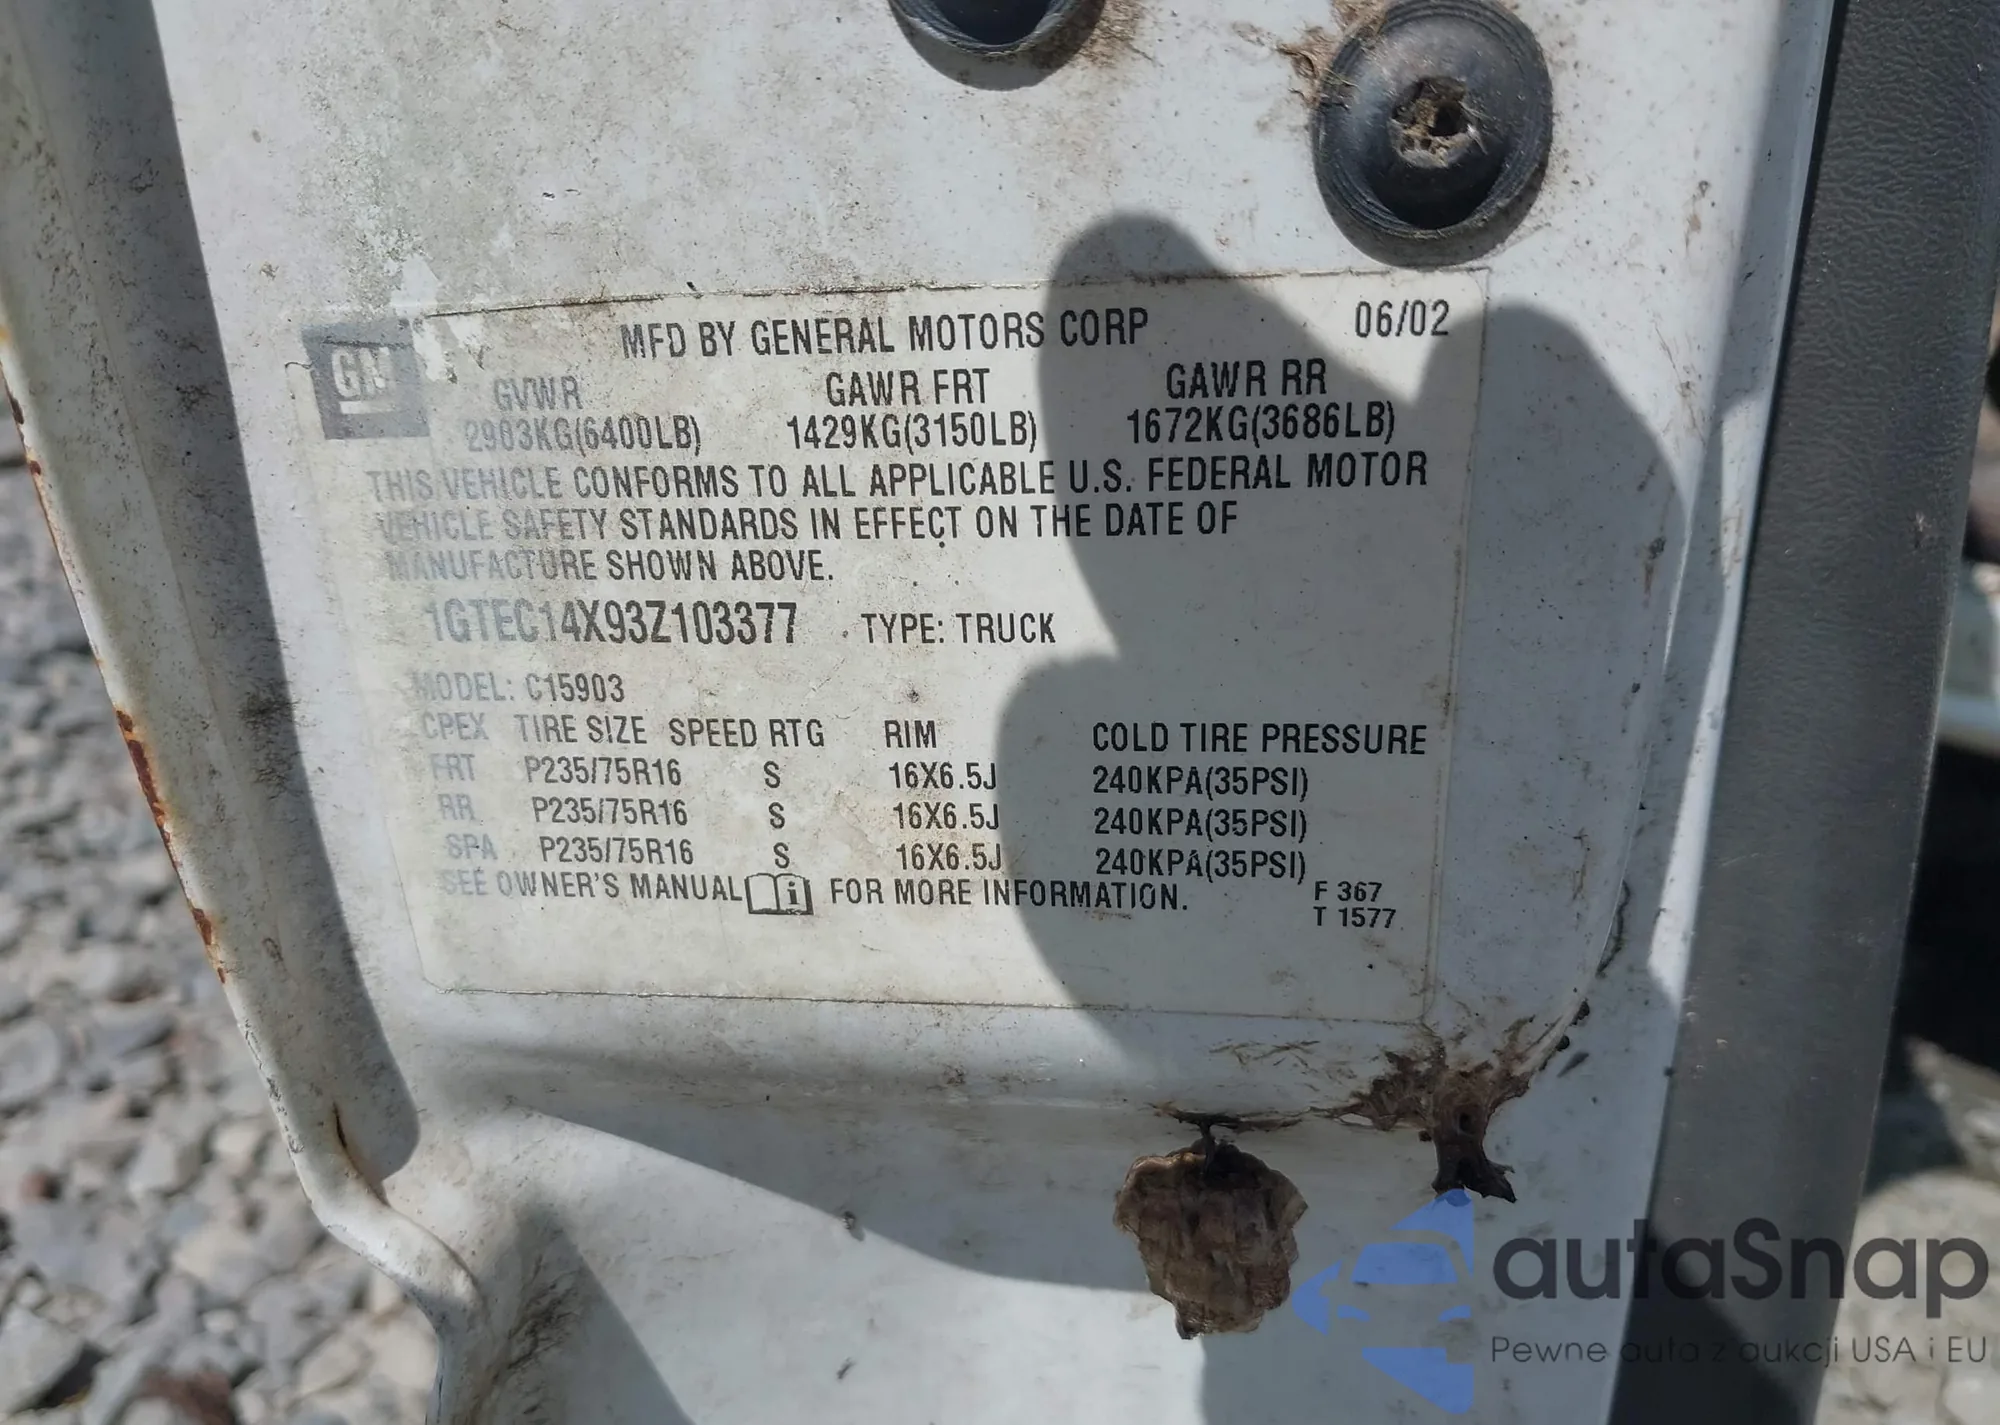 MFD BY GENERAL MOTORS CORP 06/02
GM
GVWR GAWR FRT GAWR RR
2903KG(6400LB) 1429KG(3150LB) 1672KG(3686LB)
THIS VEHICLE CONFORMS TO ALL APPLICABLE U.S. FEDERAL MOTOR
VEHICLE SAFETY STANDARDS IN EFFECT ON THE DATE OF
MANUFACTURE SHOWN ABOVE.
1GTEC14X93Z103377 TYPE: TRUCK
MODEL: C15903
CPEX TIRE SIZE SPEED RTG RIM COLD TIRE PRESSURE
FRT P235/75R16 S 16X6.5J 240KPA(35PSI)
RR P235/75R16 S 16X6.5J 240KPA(35PSI)
SPA P235/75R16 S 16X6.5J 240KPA(35PSI)
SEE OWNER'S MANUAL i FOR MORE INFORMATION.
F 367
T 1577
autaSnap
Pewne auta z aukcji USA i EU